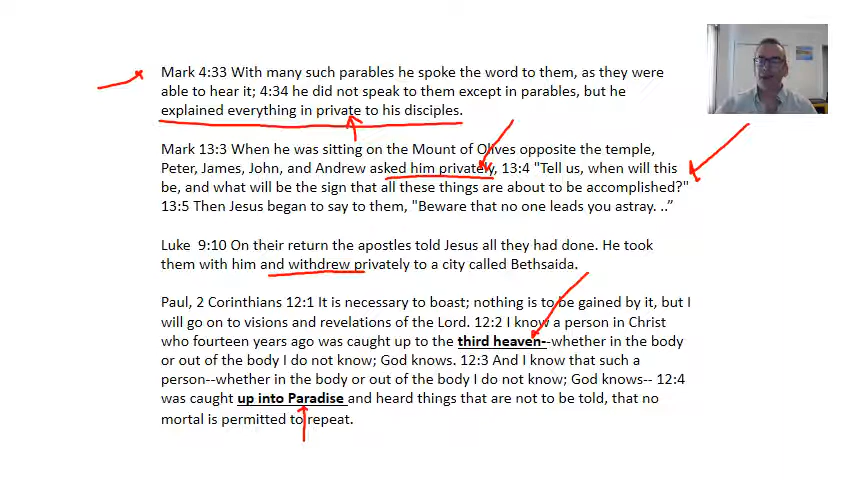 Mark 4:33 With many such parables he spoke the word to them, as they were
able to hear it; 4:34 he did not speak to them except in parables, but he
explained everything in private to his disciples.
Mark 13:3 When he was sitting on the Mount of Olives opposite the temple,
Peter, James, John, and Andrew asked him privately, 13:4 "Tell us, when will this
be, and what will be the sign that all these things are about to be accomplished?"
13:5 Then Jesus began to say to them, "Beware that no one leads you astray. ..”
Luke 9:10 On their return the apostles told Jesus all they had done. He took
them with him and withdrew privately to a city called Bethsaida.
Paul, 2 Corinthians 12:1 It is necessary to boast; nothing is to be gained by it, but I
will go on to visions and revelations of the Lord. 12:2 I know a person in Christ
who fourteen years ago was caught up to the third heaven--whether in the body
or out of the body I do not know; God knows. 12:3 And I know that such a
person--whether in the body or out of the body I do not know; God knows-- 12:4
was caught up into Paradise and heard things that are not to be told, that no
mortal is permitted to repeat.